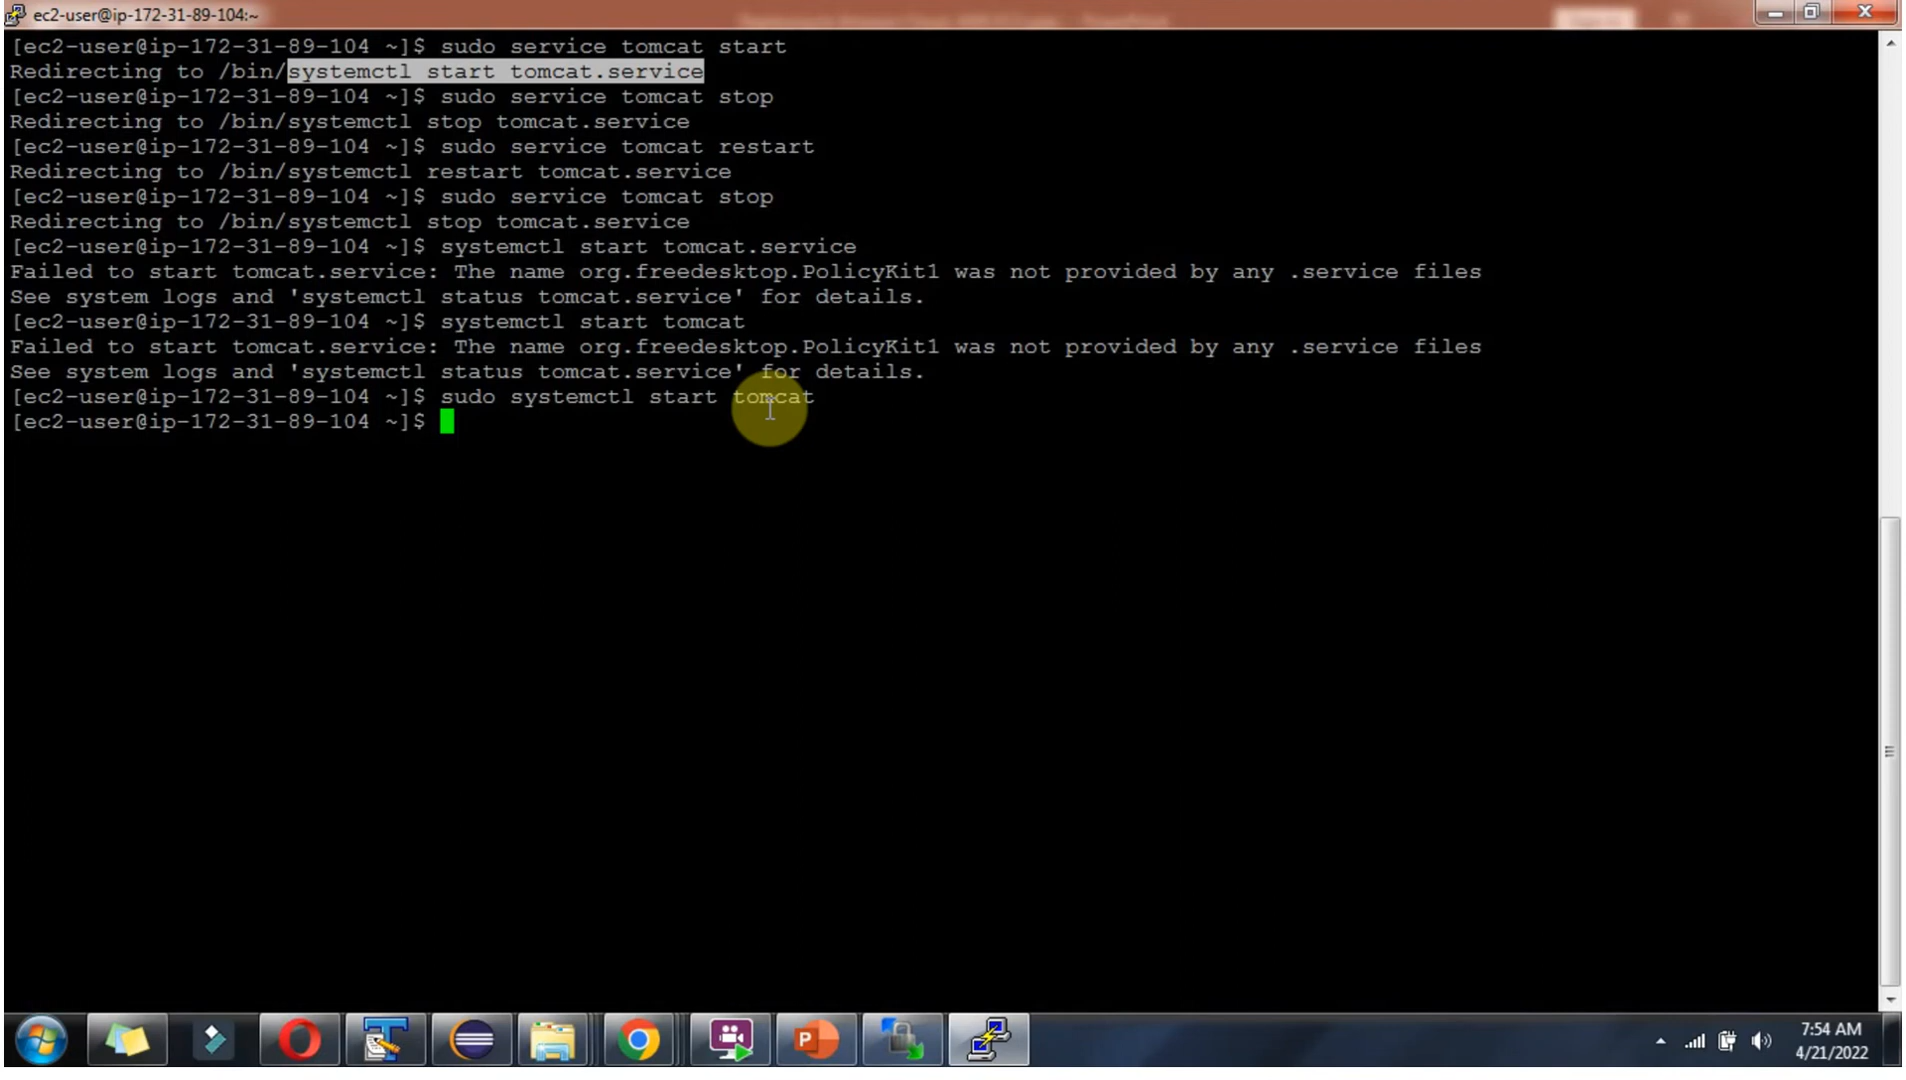 ec2-user@ip-172-31-89-104:~
[ec2-user@ip-172-31-89-104 ~]$ sudo service tomcat start
Redirecting to /bin/systemctl start tomcat.service
[ec2-user@ip-172-31-89-104 ~]$ sudo service tomcat stop
Redirecting to /bin/systemctl stop tomcat.service
[ec2-user@ip-172-31-89-104 ~]$ sudo service tomcat restart
Redirecting to /bin/systemctl restart tomcat.service
[ec2-user@ip-172-31-89-104 ~]$ sudo service tomcat stop
Redirecting to /bin/systemctl stop tomcat.service
[ec2-user@ip-172-31-89-104 ~]$ systemctl start tomcat.service
Failed to start tomcat.service: The name org.freedesktop.PolicyKit1 was not provided by any .service files
See system logs and 'systemctl status tomcat.service' for details.
[ec2-user@ip-172-31-89-104 ~]$ systemctl start tomcat
Failed to start tomcat.service: The name org.freedesktop.PolicyKit1 was not provided by any .service files
See system logs and 'systemctl status tomcat.service' for details.
[ec2-user@ip-172-31-89-104 ~]$ sudo systemctl start tomcat
[ec2-user@ip-172-31-89-104 ~]$
7:54 AM
4/21/2022